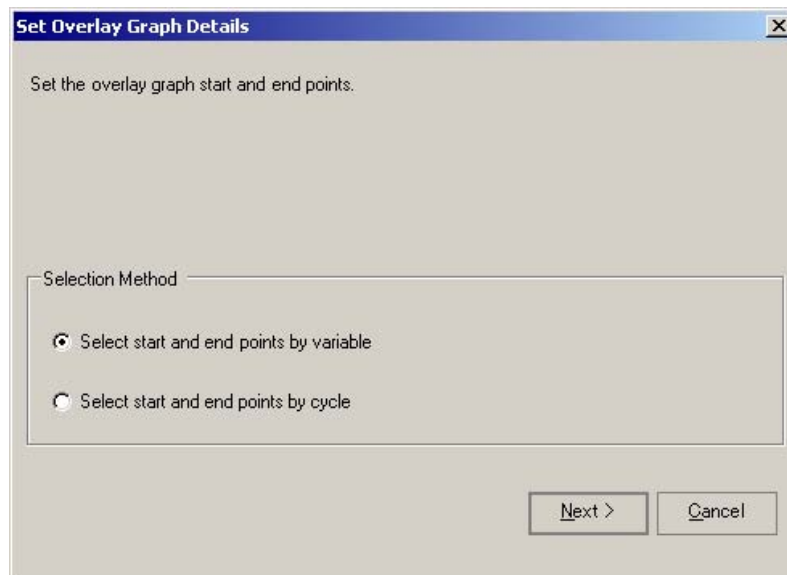 Set Overlay Graph Details
Set the overlay graph start and end points.
Selection Method
Select start and end points by variable
Select start and end points by cycle
Next >
Cancel